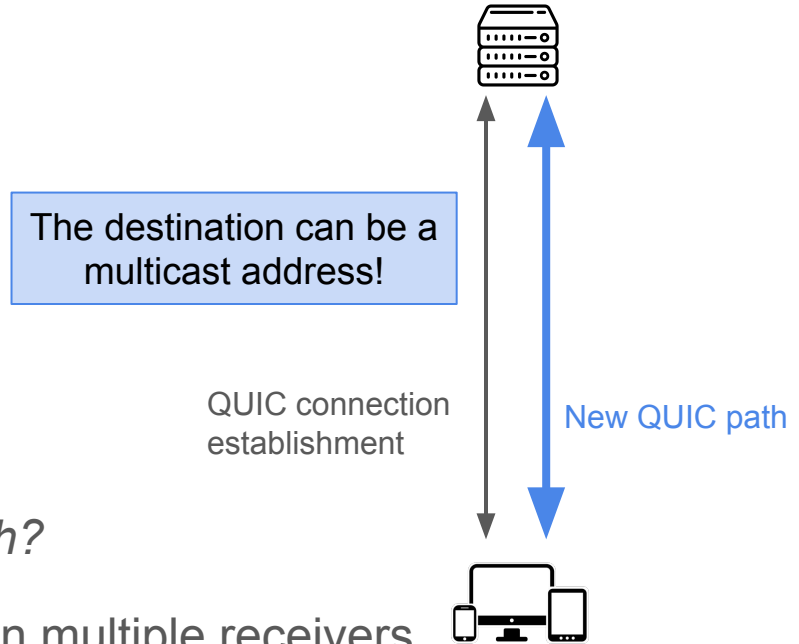 The destination can be a
multicast address!
QUIC connection
establishment
New QUIC path
h?
n multiple receivers